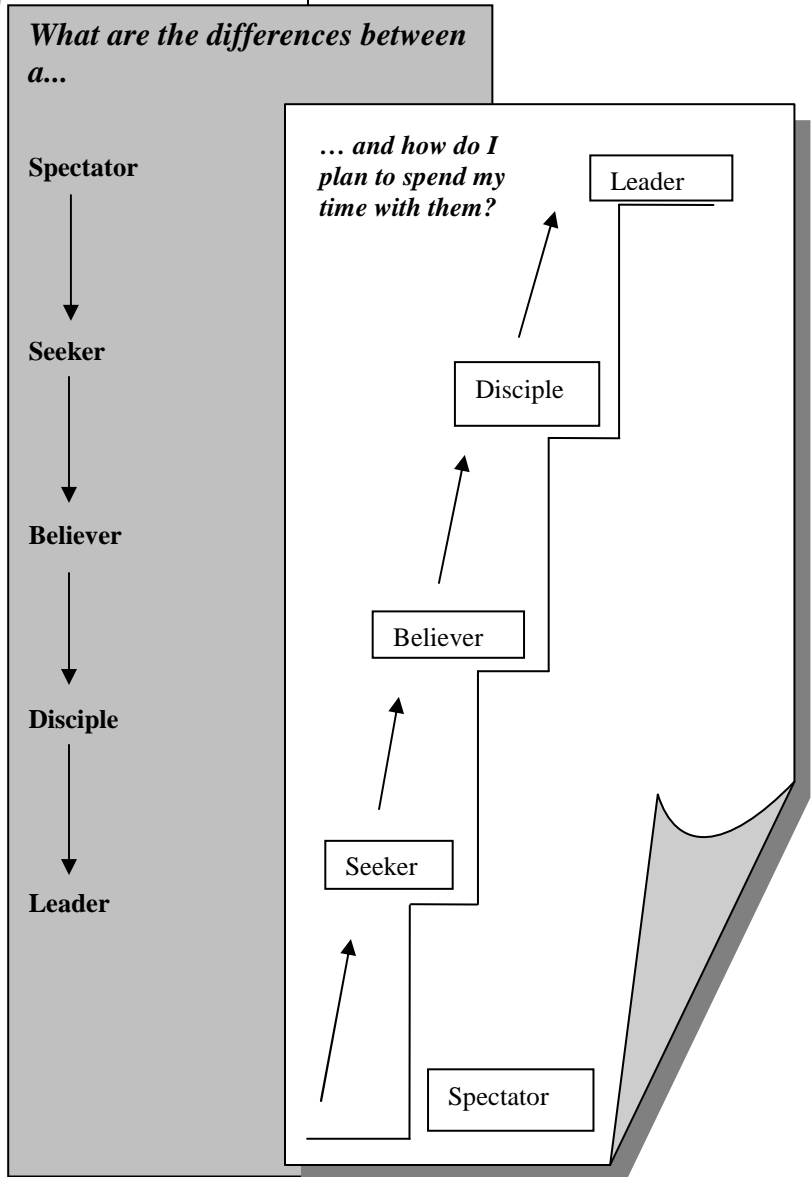 What are the differences between
a...
Spectator
Seeker
Believer
Disciple
Leader
… and how do I
plan to spend my
time with them?
Leader
Disciple
Believer
Seeker
Spectator